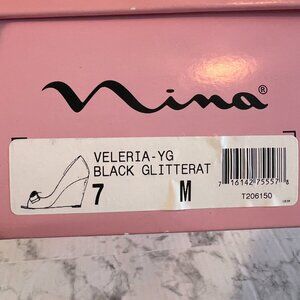 Nina®
VELERIA-YG
BLACK GLITTERAT
7 M
7 16142 75557 8
T206150